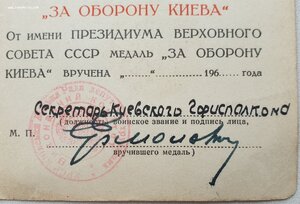 „ЗА ОБОРОНУ КИЕВА"
От имени ПРЕЗИДИУМА ВЕРХОВНОГО
СОВЕТА СССР МЕДАЛЬ „ЗА ОБОРОНУ
КИЕВА" ВРУЧЕНА „......" ............ 196..... года
Секретарь Киевского Горисполкома
(должность, воинское звание и подпись лица,
М. П.
вручившего медаль)